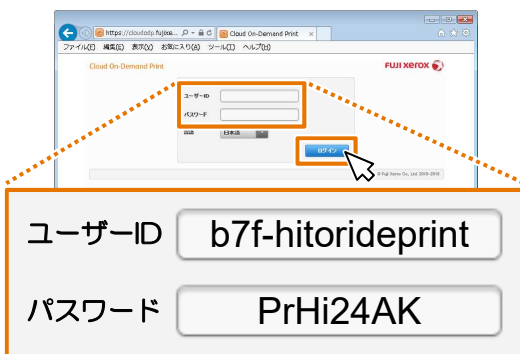 https://cloudodp.fujixe...
Cloud On-Demand Print
ファイル(F) 編集(E) 表示(V) お気に入り(A) ツール(T) ヘルプ(H)
Cloud On-Demand Print
FUJI XEROX
ユーザーID
パスワード
言語 日本語
ログイン
© Fuji Xerox Co., Ltd. 2010-2018
ユーザーID b7f-hitorideprint
パスワード PrHi24AK